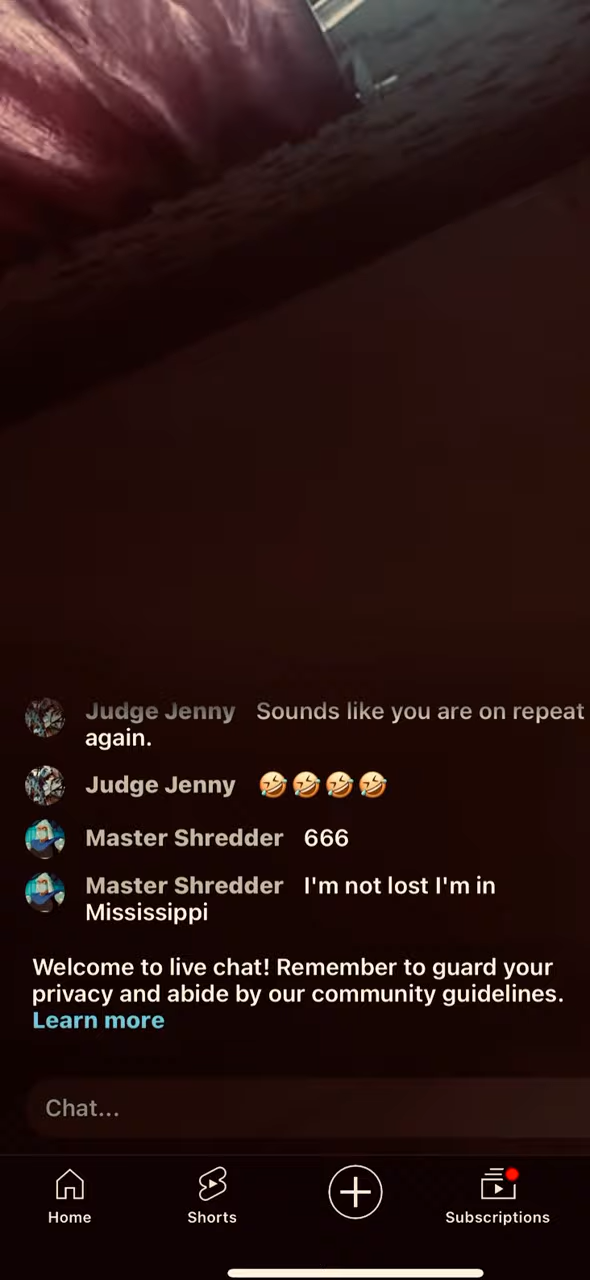 Judge Jenny Sounds like you are on repeat
again.
Judge Jenny 🤣🤣🤣🤣
Master Shredder 666
Master Shredder I'm not lost I'm in
Mississippi
Welcome to live chat! Remember to guard your
privacy and abide by our community guidelines.
Learn more
Chat...
Home Shorts Subscriptions